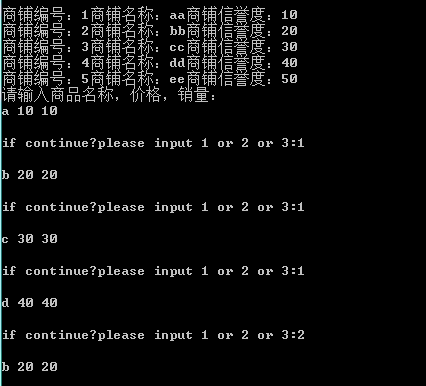 商铺编号：1商铺名称：aa商铺信誉度：10
商铺编号：2商铺名称：bb商铺信誉度：20
商铺编号：3商铺名称：cc商铺信誉度：30
商铺编号：4商铺名称：dd商铺信誉度：40
商铺编号：5商铺名称：ee商铺信誉度：50
请输入商品名称，价格，销量：
a 10 10
if continue?please input 1 or 2 or 3:1
b 20 20
if continue?please input 1 or 2 or 3:1
c 30 30
if continue?please input 1 or 2 or 3:1
d 40 40
if continue?please input 1 or 2 or 3:2
b 20 20